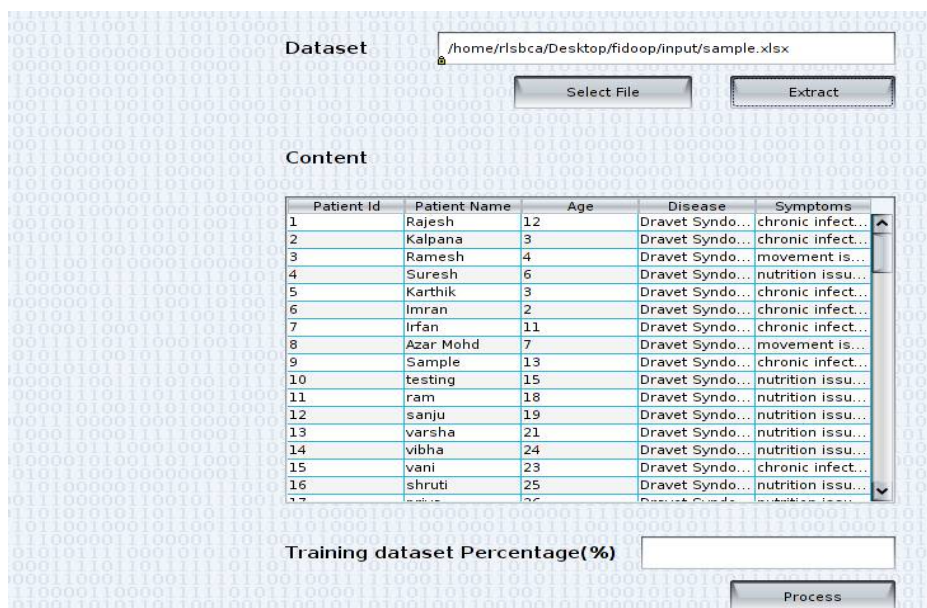 Dataset /home/rlsbca/Desktop/fidoop/input/sample.xlsx
Select File Extract
Content
Patient Id Patient Name Age Disease Symptoms
1 Rajesh 12 Dravet Syndo... chronic infect...
2 Kalpana 3 Dravet Syndo... chronic infect...
3 Ramesh 4 Dravet Syndo... movement is...
4 Suresh 6 Dravet Syndo... nutrition issu...
5 Karthik 3 Dravet Syndo... chronic infect...
6 Imran 2 Dravet Syndo... chronic infect...
7 Irfan 11 Dravet Syndo... chronic infect...
8 Azar Mohd 7 Dravet Syndo... movement is...
9 Sample 13 Dravet Syndo... chronic infect...
10 testing 15 Dravet Syndo... nutrition issu...
11 ram 18 Dravet Syndo... nutrition issu...
12 sanju 19 Dravet Syndo... nutrition issu...
13 varsha 21 Dravet Syndo... nutrition issu...
14 vibha 24 Dravet Syndo... nutrition issu...
15 vani 23 Dravet Syndo... chronic infect...
16 shruti 25 Dravet Syndo... nutrition issu...
Training dataset Percentage(%)
Process